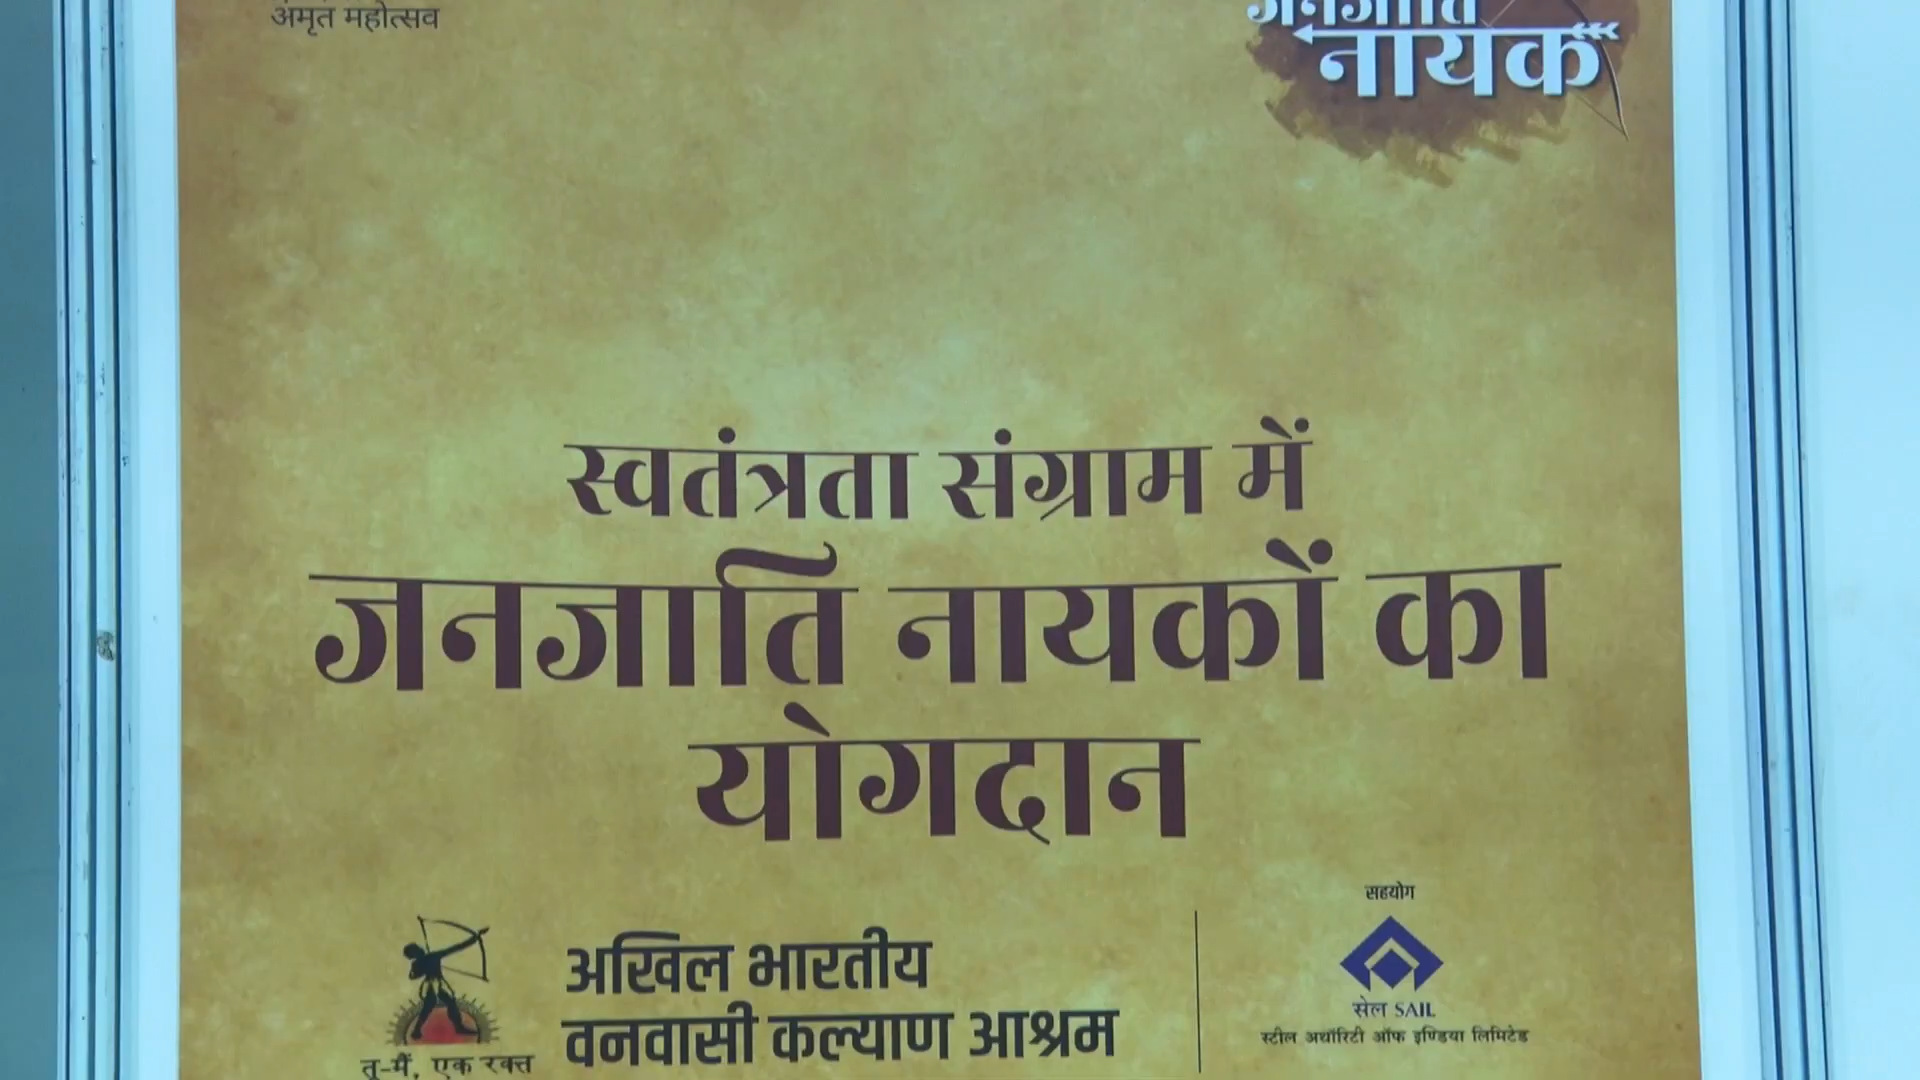 अमृत महोत्सव
जनजाति
नायक
स्वतंत्रता संग्राम में
जनजाति नायकों का
योगदान
सहयोग
अखिल भारतीय
वनवासी कल्याण आश्रम
तू-मैं, एक रक्त
सेल SAIL
स्टील अथॉरिटी ऑफ इण्डिया लिमिटेड